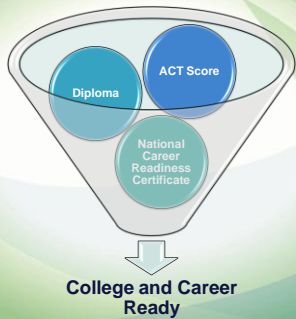 ACT Score
Diploma
National
Career
Readiness
Certificate
College and Career
Ready